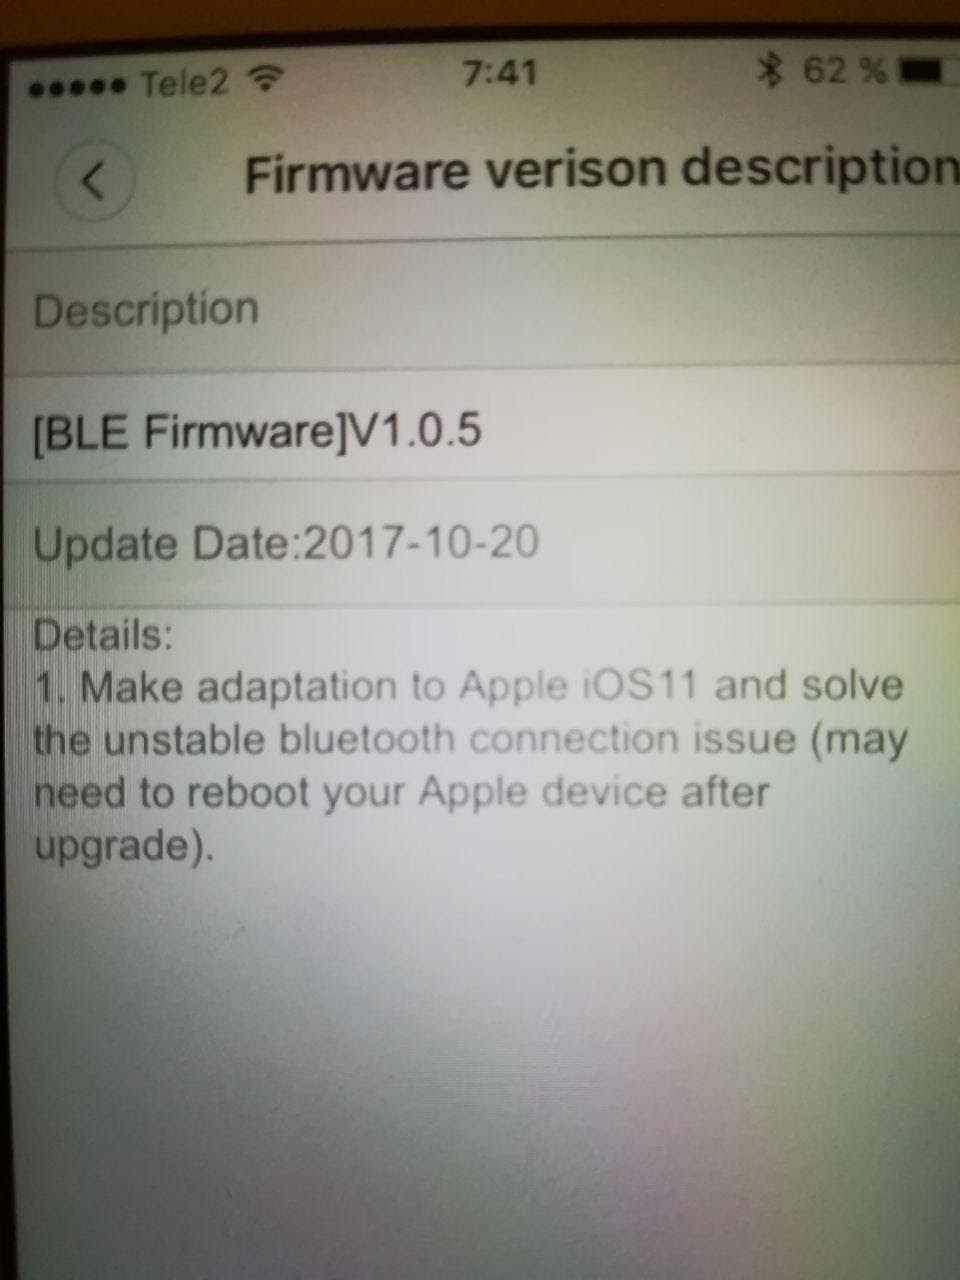 Tele2 7:41 62 %
Firmware verison description
Description
[BLE Firmware]V1.0.5
Update Date:2017-10-20
Details:
1. Make adaptation to Apple iOS11 and solve
the unstable bluetooth connection issue (may
need to reboot your Apple device after
upgrade).